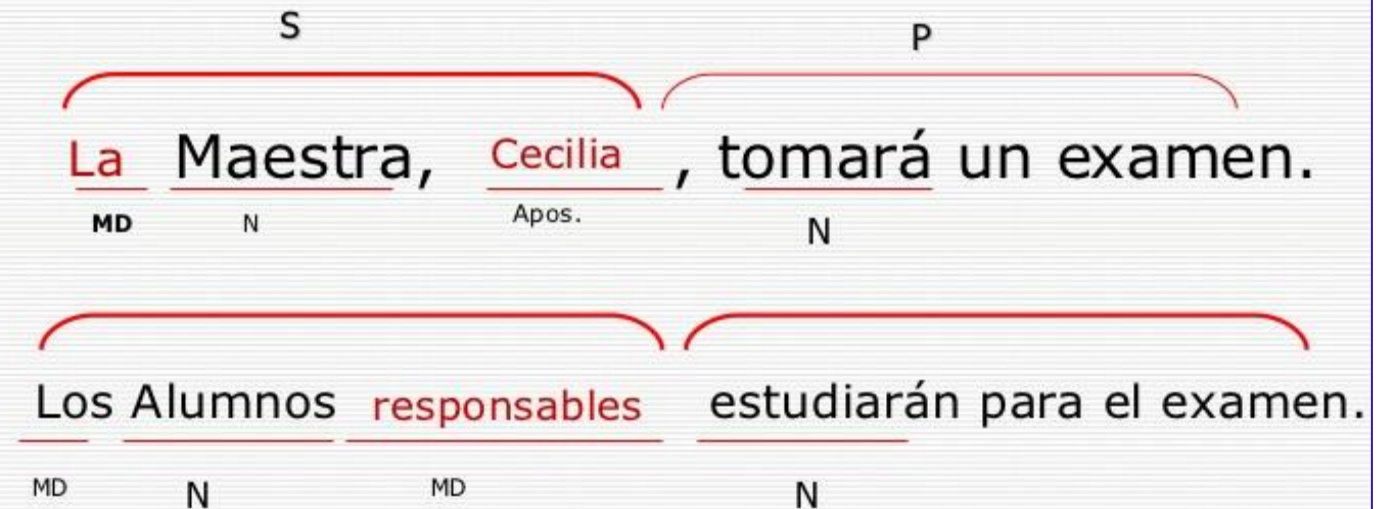 S P
La Maestra, Cecilia , tomará un examen.
MD N Apos. N
Los Alumnos responsables estudiarán para el examen.
MD N MD N